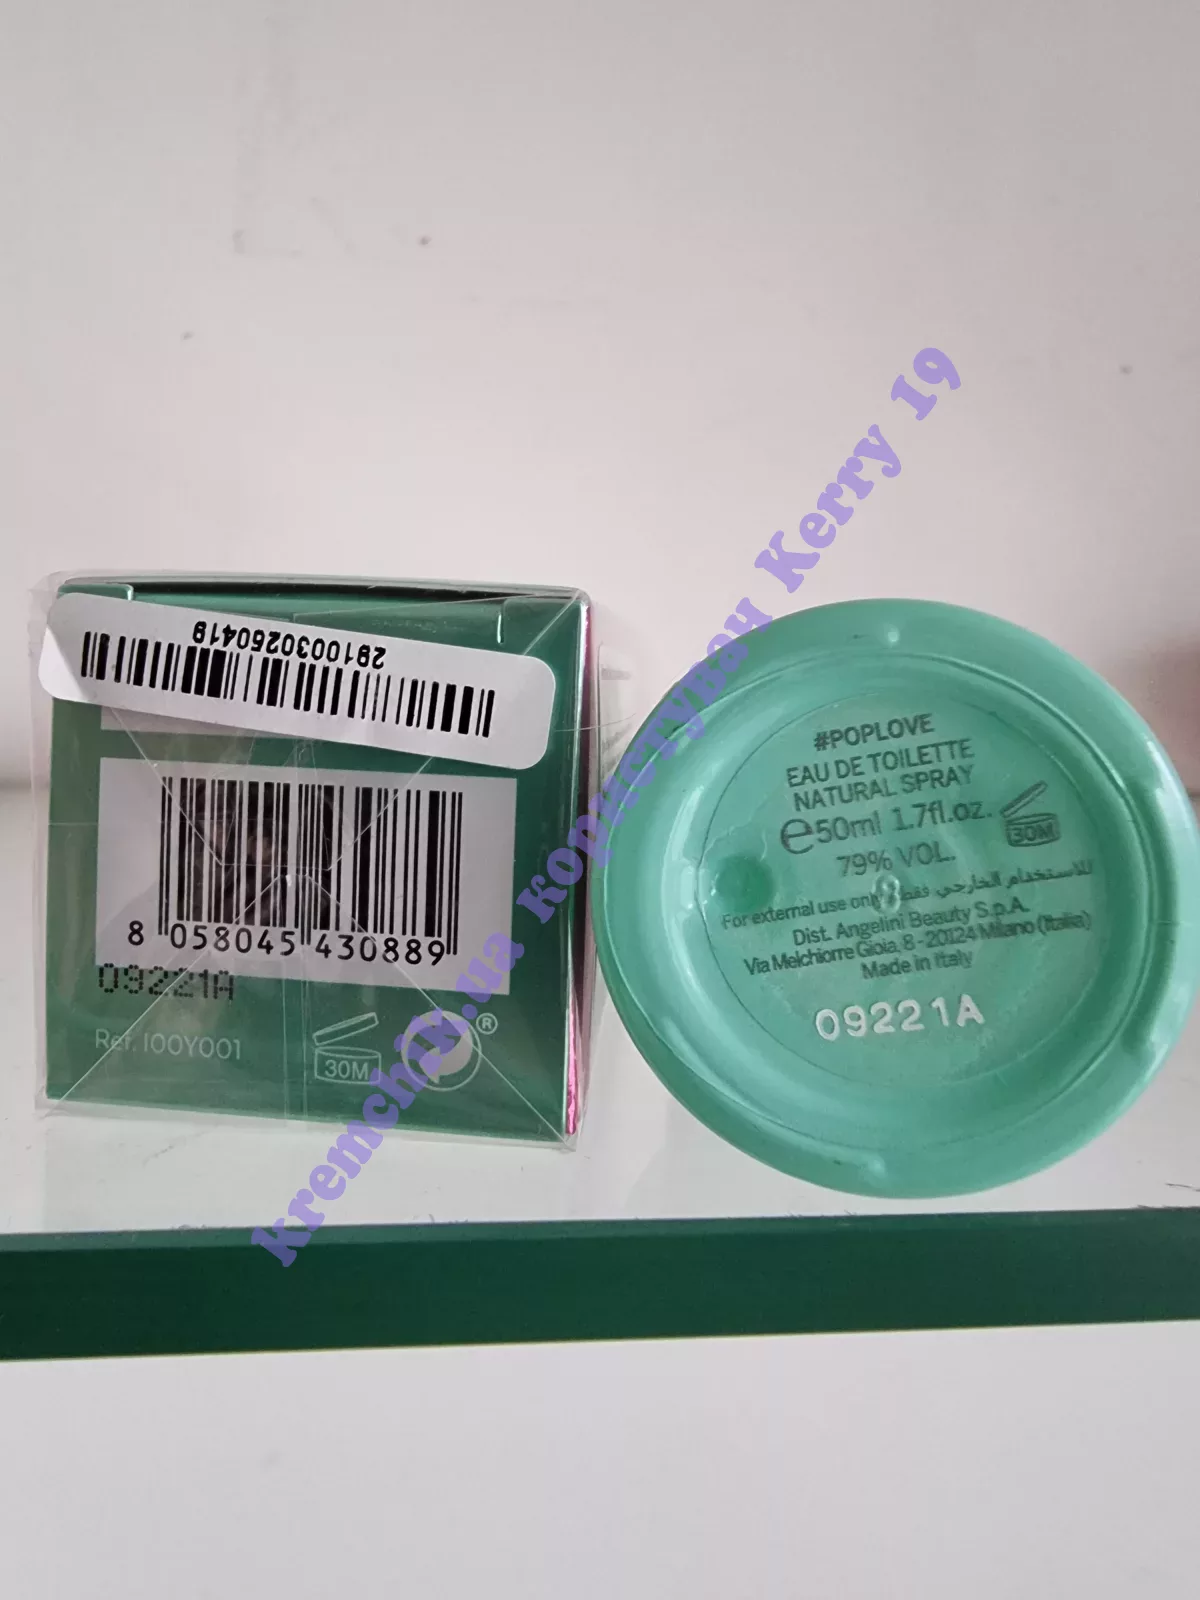 2910030260419
8 058045 430889
09221A
Ref. I00Y001
30M
®
#POPLOVE
EAU DE TOILETTE
NATURAL SPRAY
℮50ml 1.7fl.oz.
30M
79% VOL.
For external use only للاستخدام الخارجي فقط
Dist. Angelini Beauty S.p.A.
Via Melchiorre Gioia, 8 - 20124 Milano (Italia)
Made in Italy
09221A
kremchik.ua користувач Kerry 19